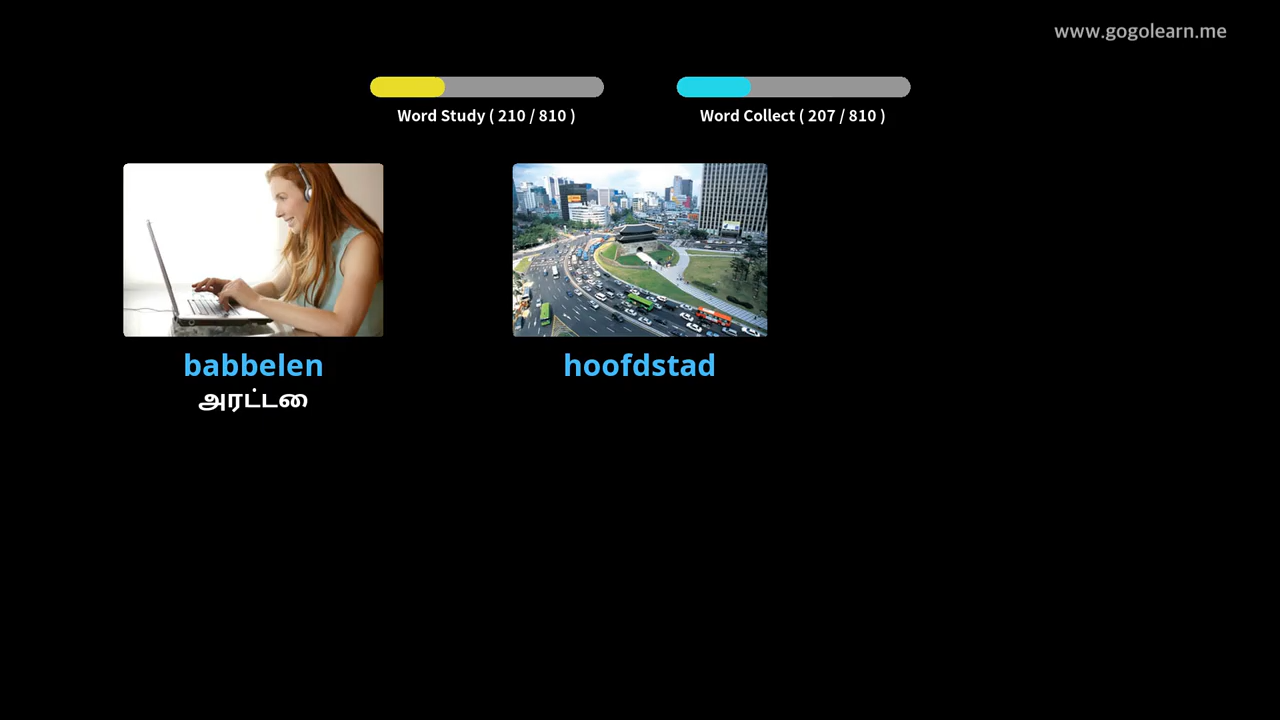 www.gogolearn.me
Word Study ( 210 / 810 )
Word Collect ( 207 / 810 )
babbelen
அரட்டை
hoofdstad